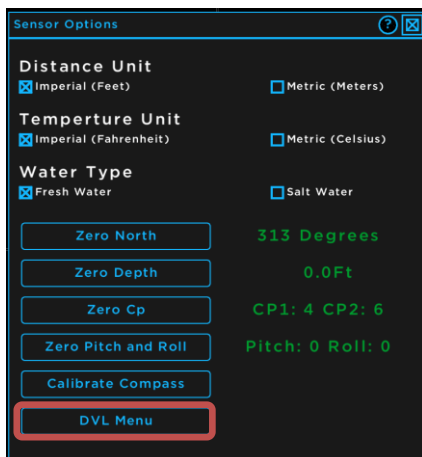 Sensor Options ?
Distance Unit
Imperial (Feet) Metric (Meters)
Temperture Unit
Imperial (Fahrenheit) Metric (Celsius)
Water Type
Fresh Water Salt Water
Zero North 313 Degrees
Zero Depth 0.0Ft
Zero Cp CP1: 4 CP2: 6
Zero Pitch and Roll Pitch: 0 Roll: 0
Calibrate Compass
DVL Menu